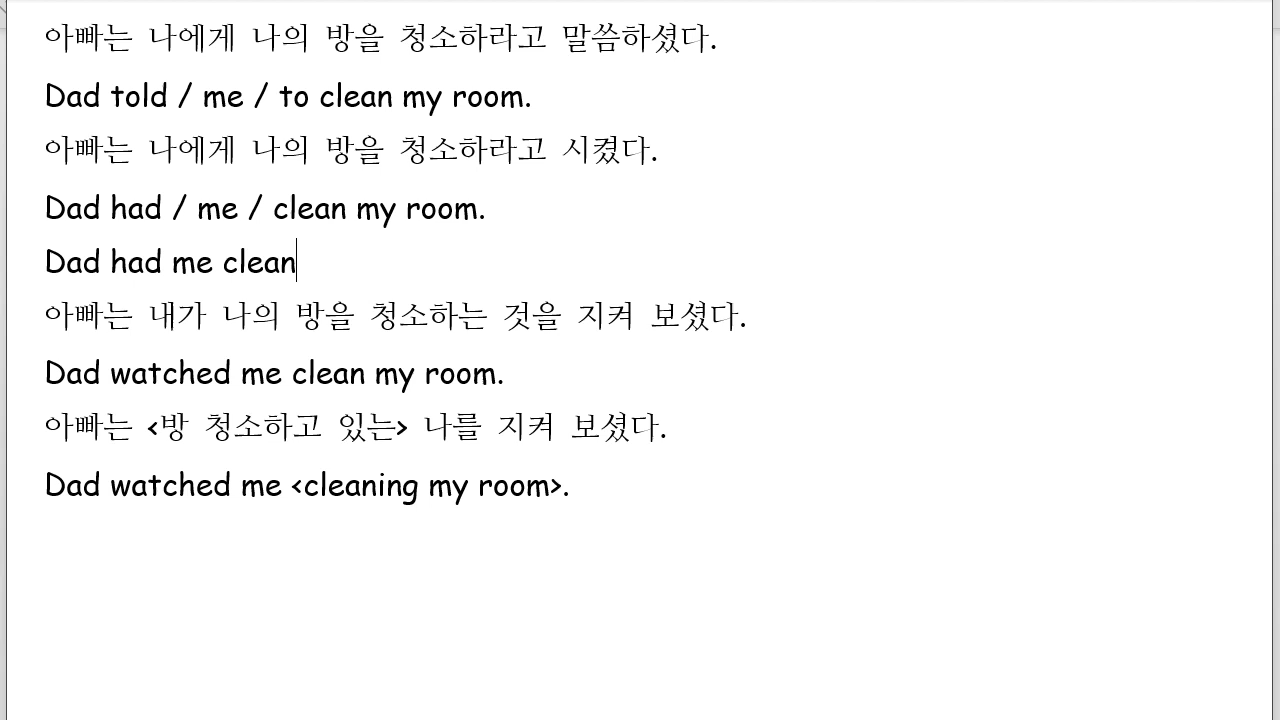 아빠는 나에게 나의 방을 청소하라고 말씀하셨다.
Dad told / me / to clean my room.
아빠는 나에게 나의 방을 청소하라고 시켰다.
Dad had / me / clean my room.
Dad had me clean
아빠는 내가 나의 방을 청소하는 것을 지켜 보셨다.
Dad watched me clean my room.
아빠는 <방 청소하고 있는> 나를 지켜 보셨다.
Dad watched me <cleaning my room>.